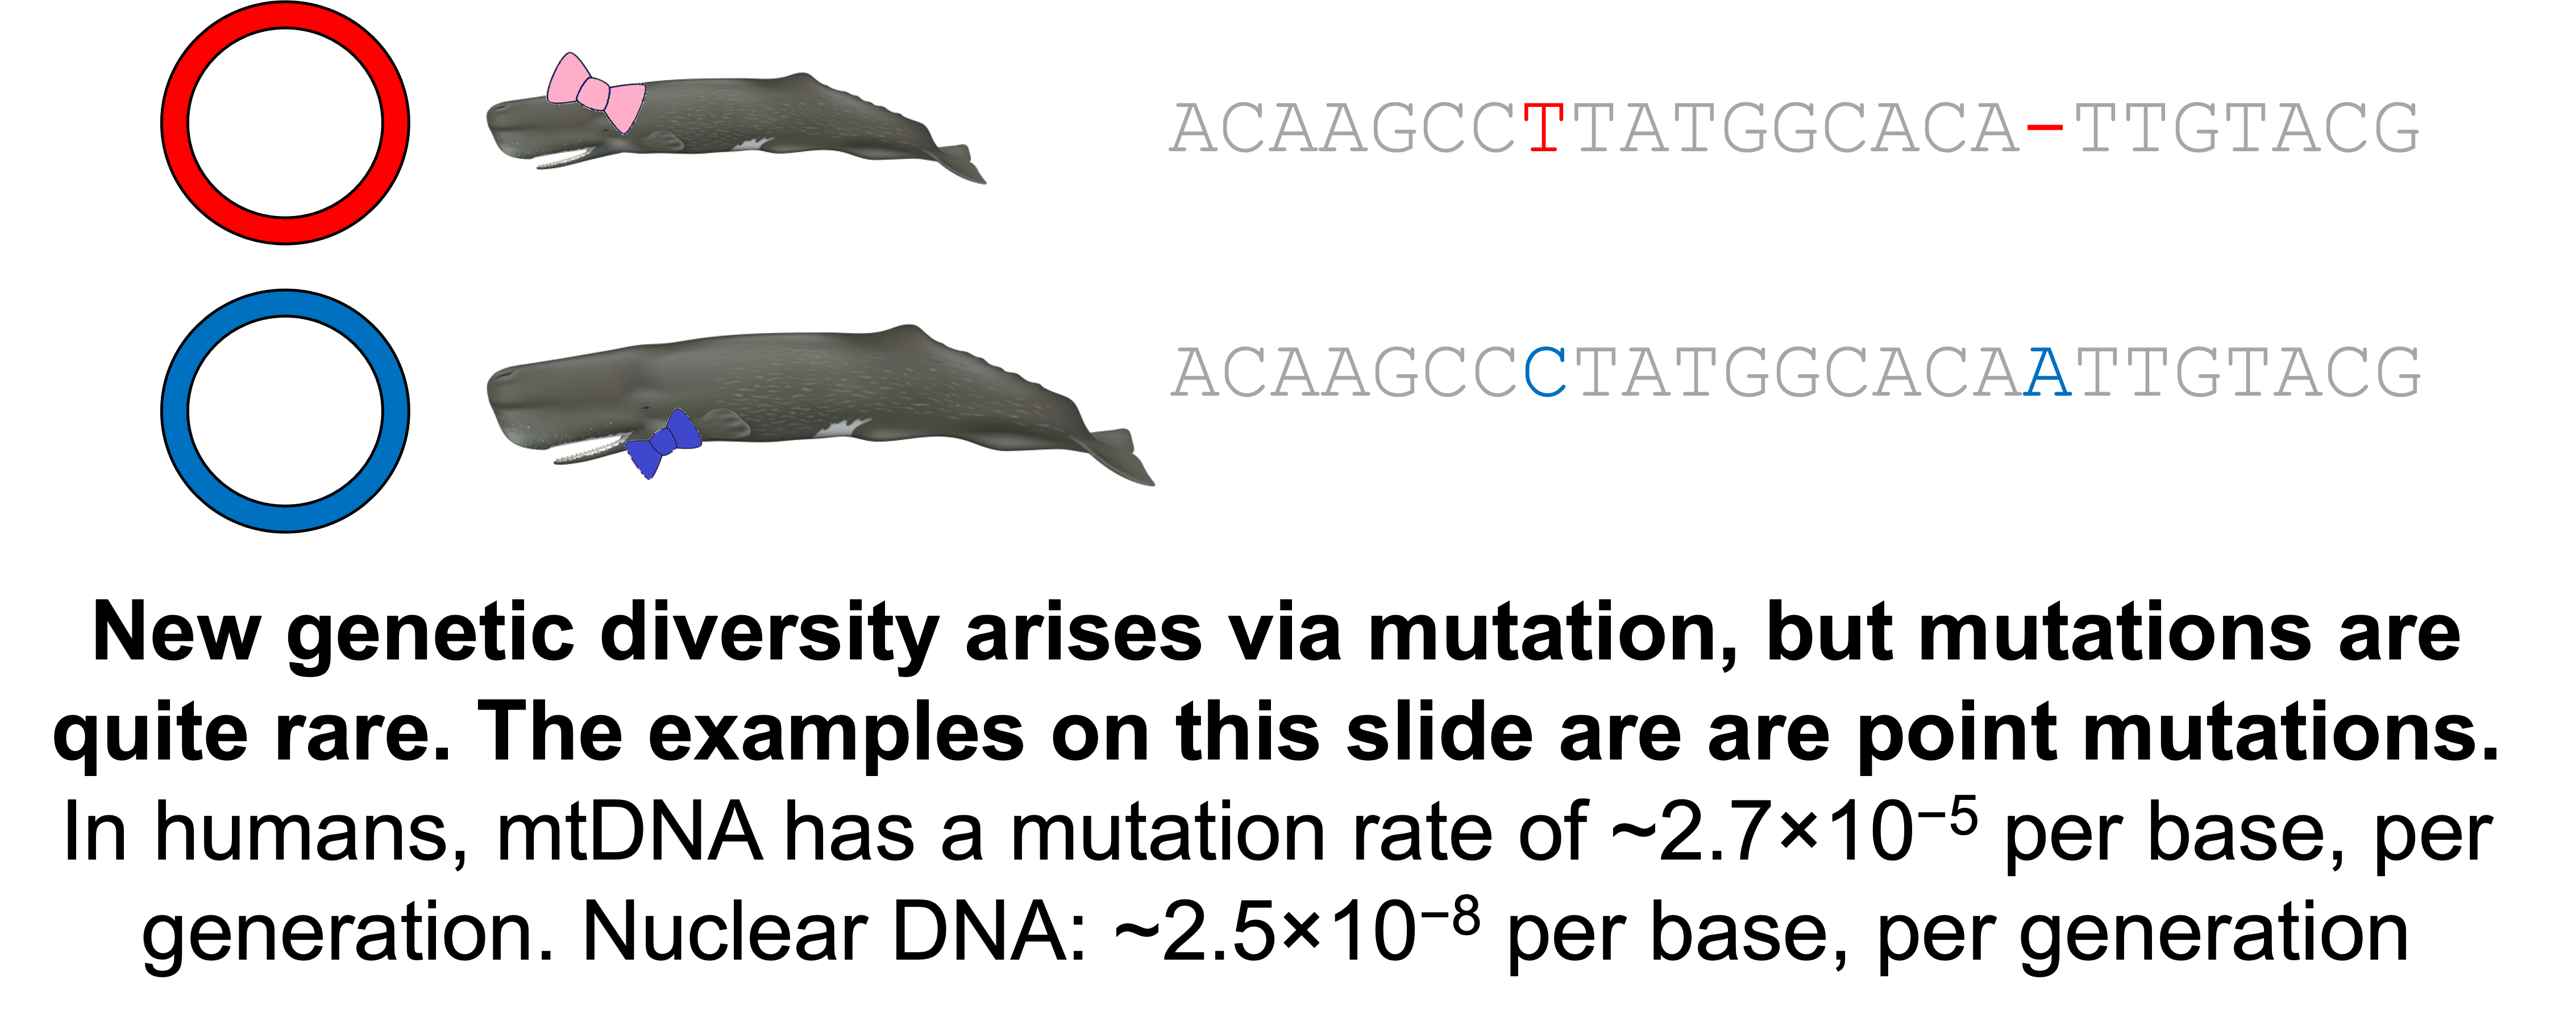 ACAAGCCTTATGGCACA–TTGTACG
ACAAGCCCTATGGCACAATTGTACG
New genetic diversity arises via mutation, but mutations are
quite rare. The examples on this slide are are point mutations.
In humans, mtDNA has a mutation rate of ~2.7×10⁻⁵ per base, per
generation. Nuclear DNA: ~2.5×10⁻⁸ per base, per generation